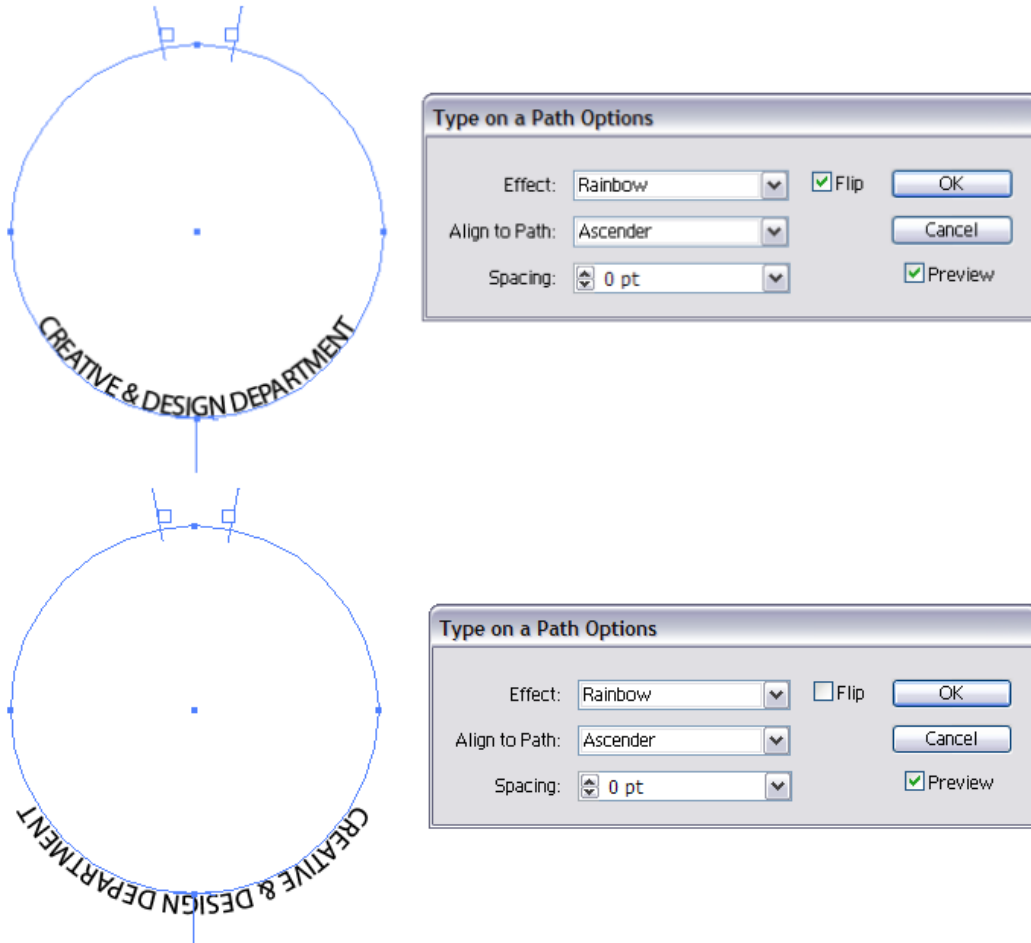 Type on a Path Options
Effect: Rainbow Flip OK
Align to Path: Ascender Cancel
Spacing: 0 pt Preview
CREATIVE & DESIGN DEPARTMENT
Type on a Path Options
Effect: Rainbow Flip OK
Align to Path: Ascender Cancel
Spacing: 0 pt Preview
CREATIVE & DESIGN DEPARTMENT